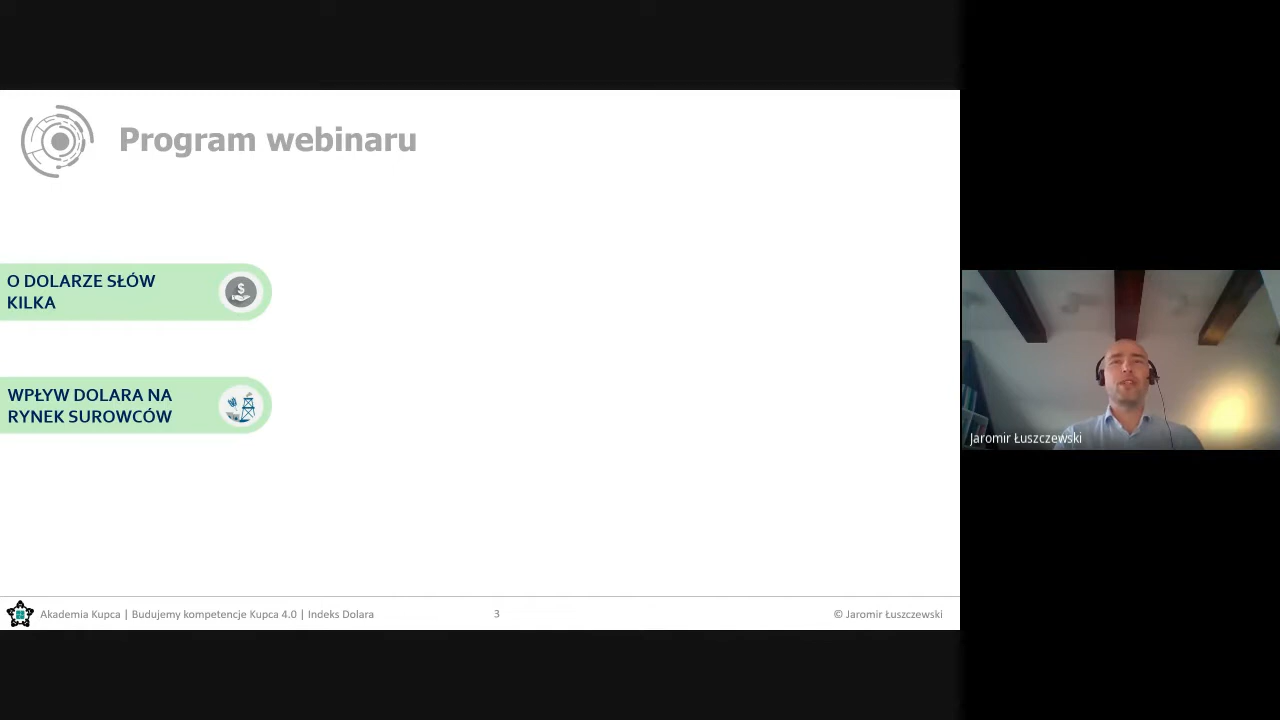 Program webinaru
O DOLARZE SŁÓW
KILKA
$
WPŁYW DOLARA NA
RYNEK SUROWCÓW
Jaromir Łuszczewski
Akademia Kupca | Budujemy kompetencje Kupca 4.0 | Indeks Dolara
3
© Jaromir Łuszczewski